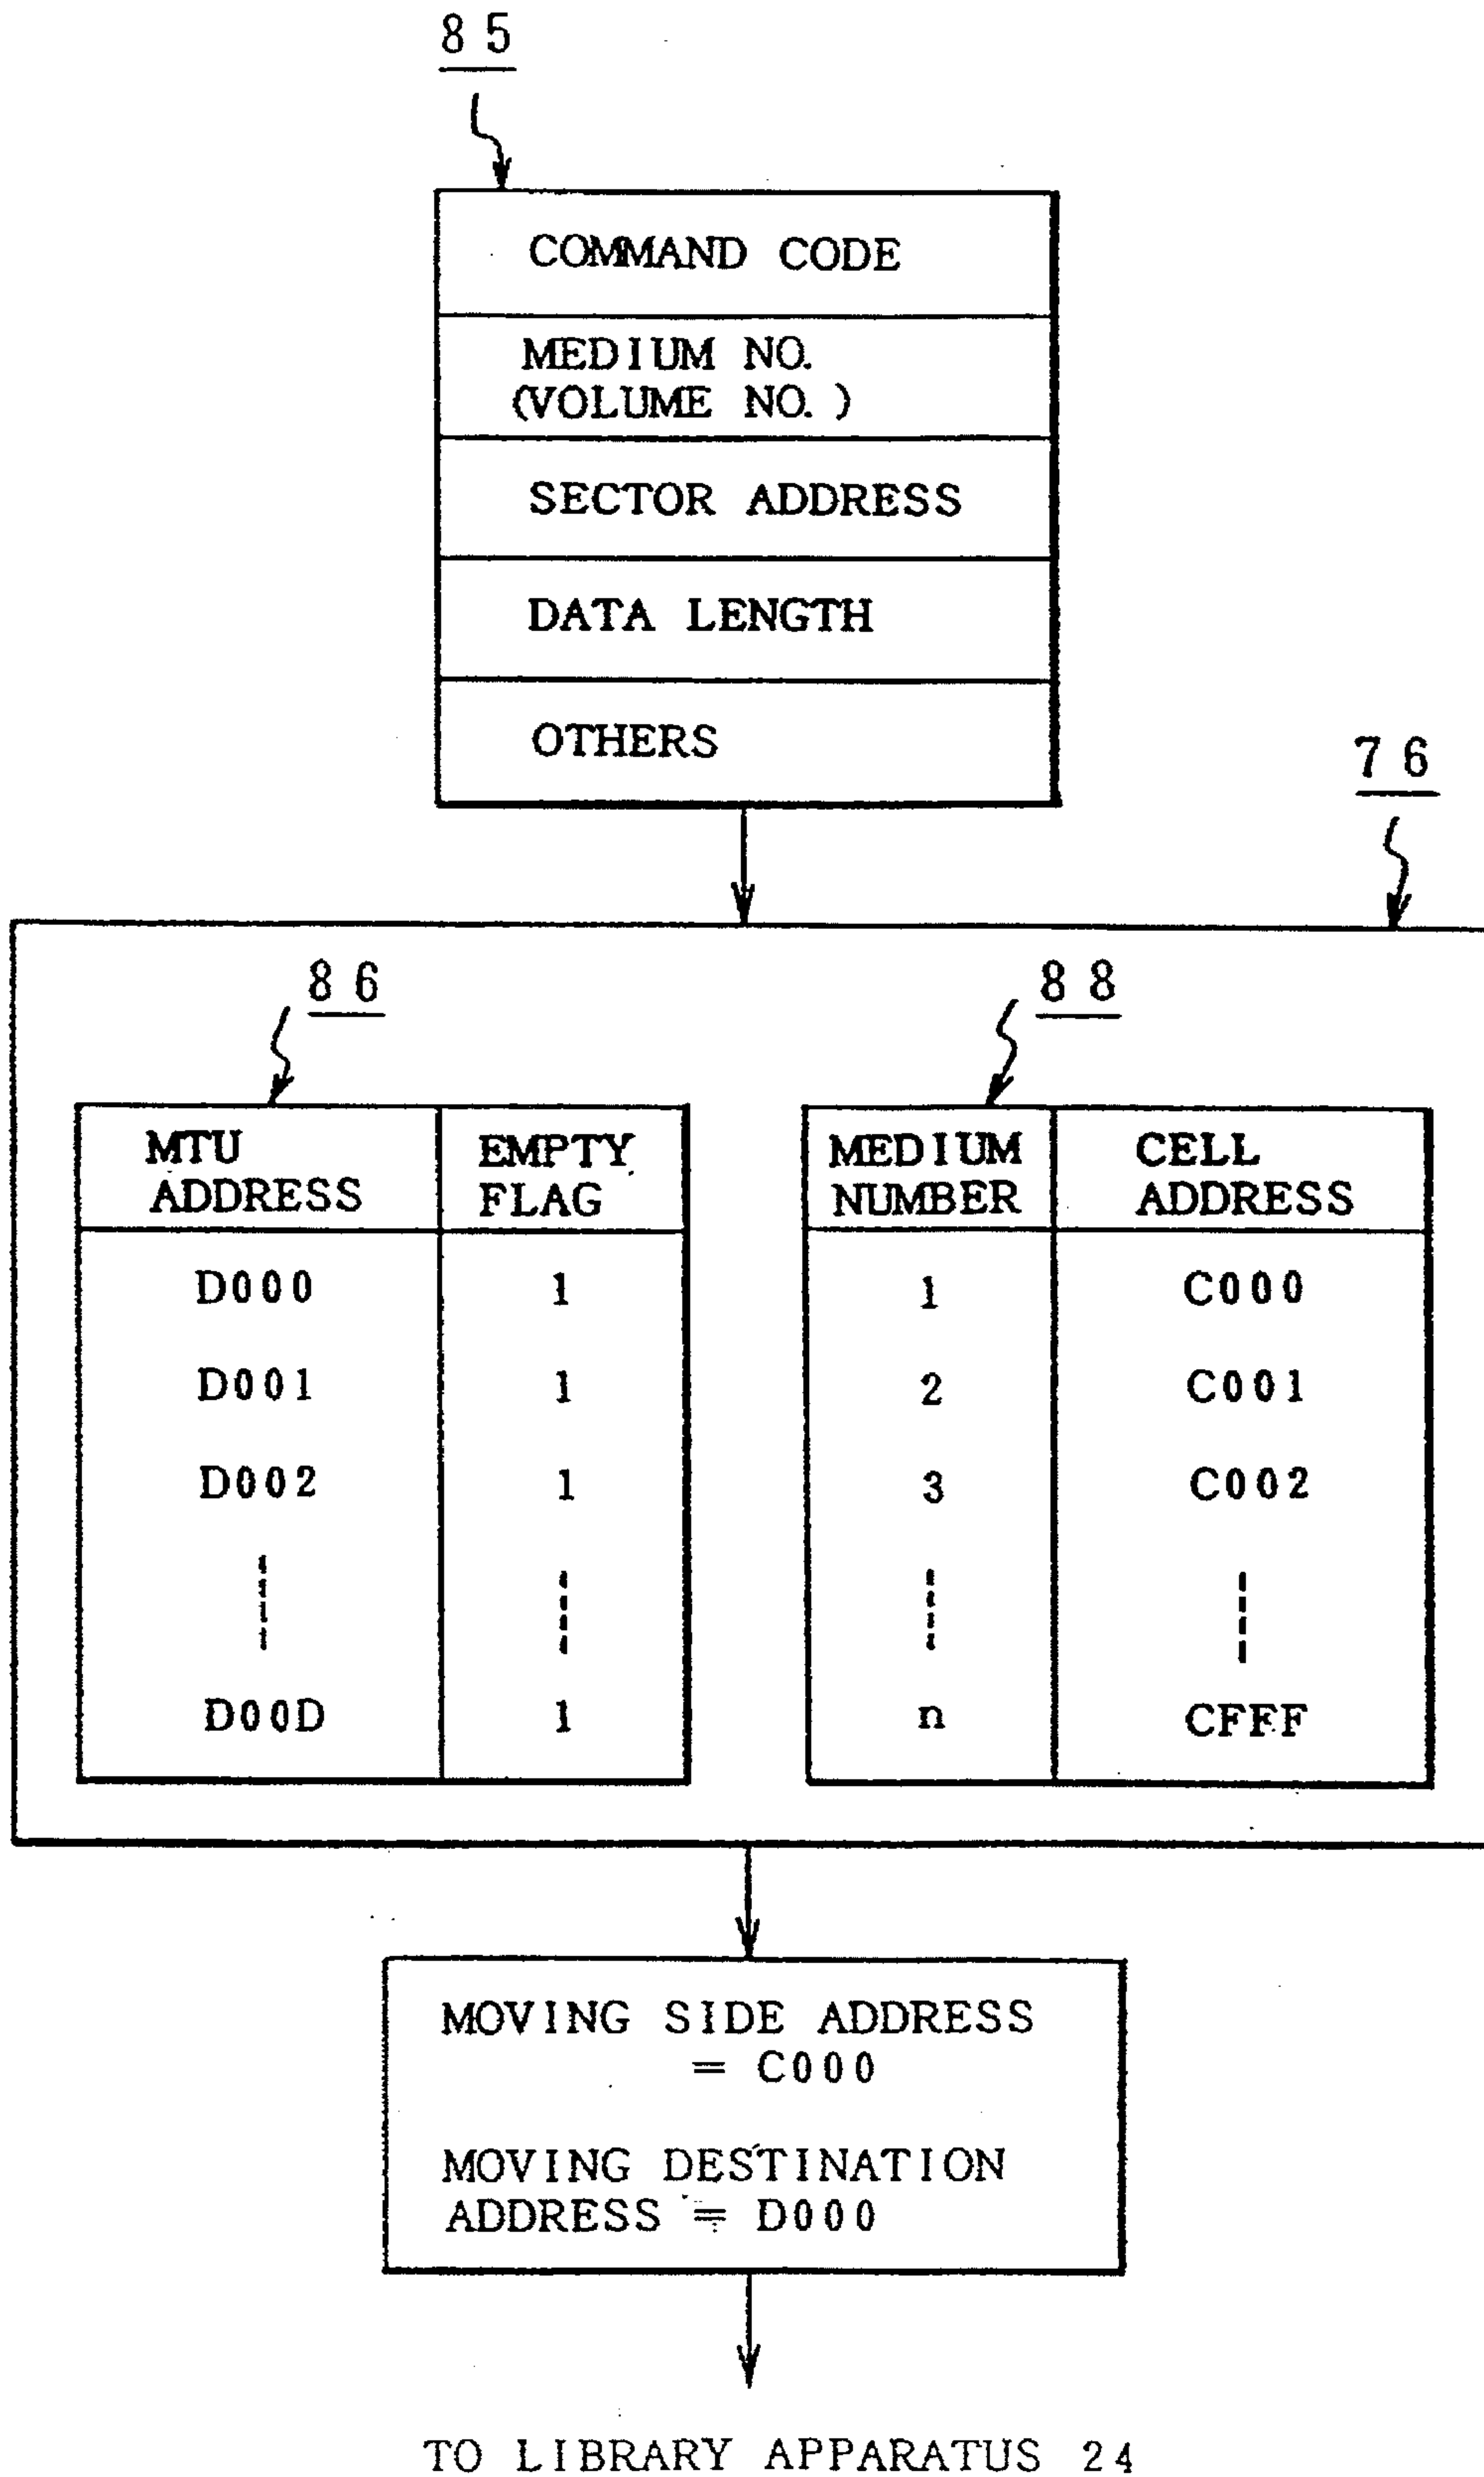 85
COMMAND CODE
MEDIUM NO.
(VOLUME NO.)
SECTOR ADDRESS
DATA LENGTH
OTHERS
76
86
88
MTU ADDRESS EMPTY FLAG
MEDIUM NUMBER CELL ADDRESS
D000 1 1 C000
D001 1 2 C001
D002 1 3 C002
D00D 1 n CFFF
MOVING SIDE ADDRESS
= C000
MOVING DESTINATION
ADDRESS = D000
TO LIBRARY APPARATUS 24